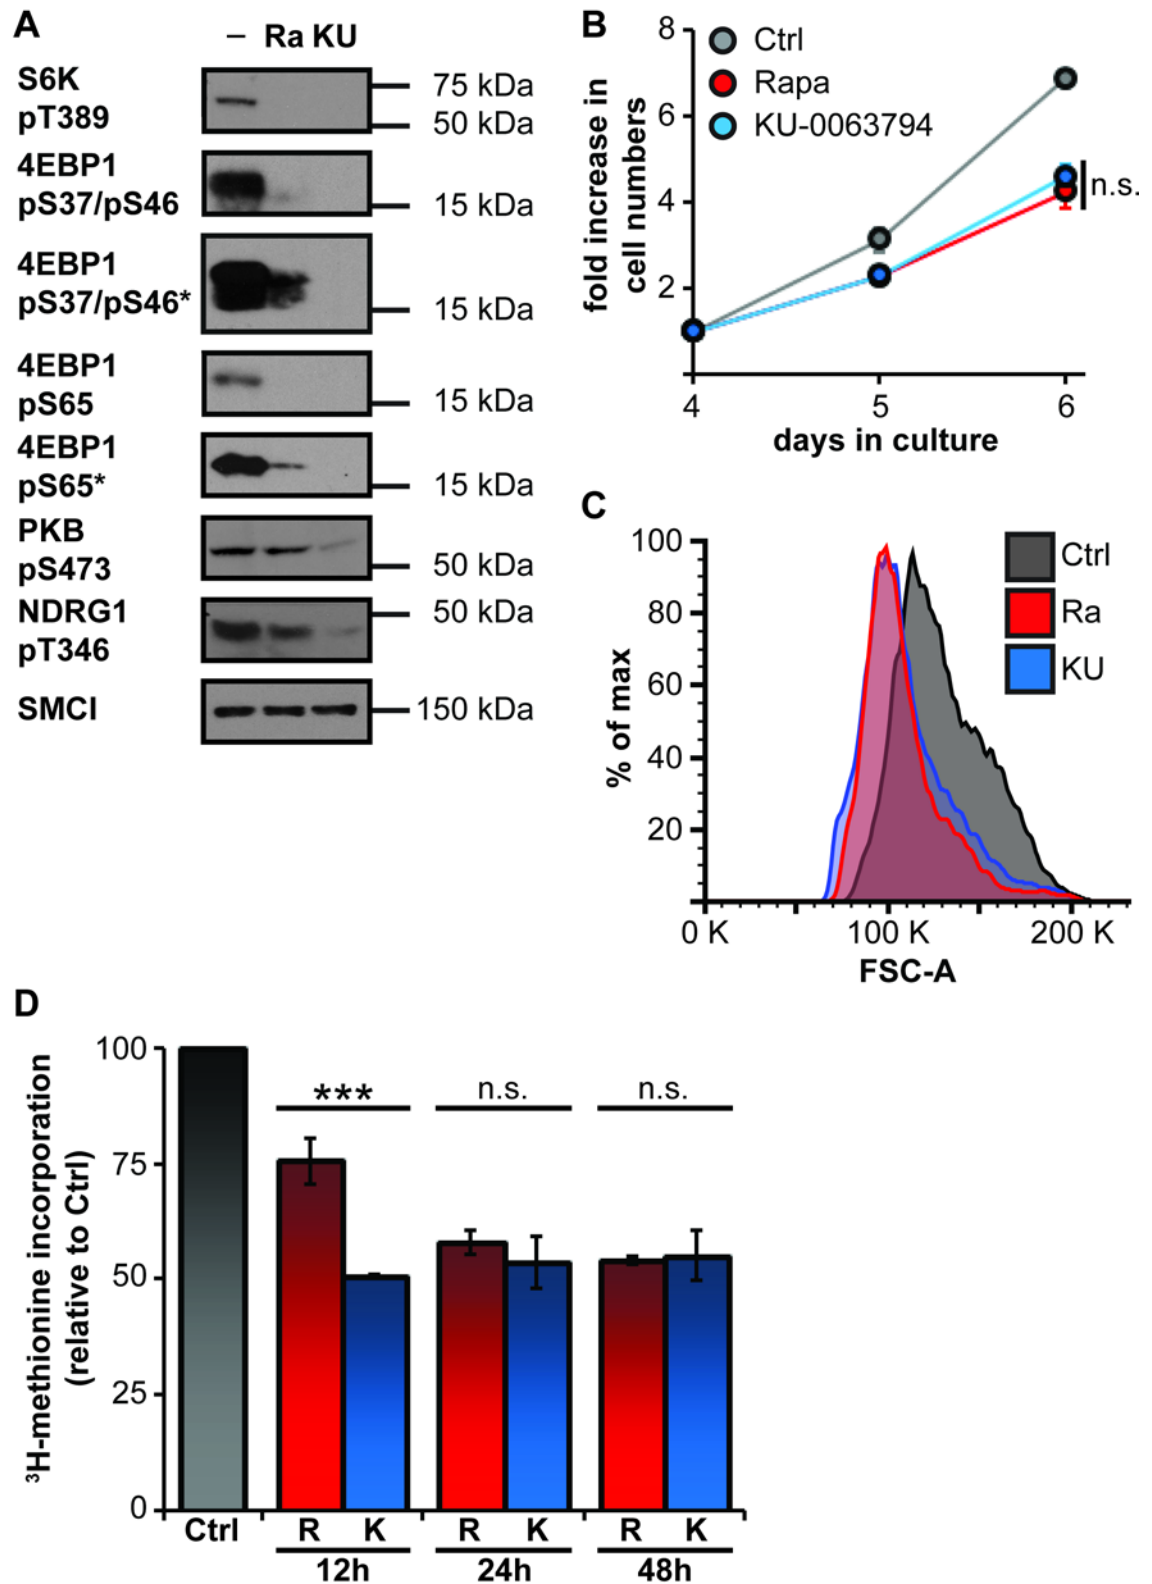 A
– Ra KU
S6K
pT389
75 kDa
50 kDa
4EBP1
pS37/pS46
15 kDa
4EBP1
pS37/pS46*
15 kDa
4EBP1
pS65
15 kDa
4EBP1
pS65*
15 kDa
PKB
pS473
50 kDa
NDRG1
pT346
50 kDa
SMCI
150 kDa
B
fold increase in
cell numbers
8
6
4
2
Ctrl
Rapa
KU-0063794
n.s.
4 5 6
days in culture
C
% of max
100
80
60
40
20
Ctrl
Ra
KU
0 K 100 K 200 K
FSC-A
D
³H-methionine incorporation
(relative to Ctrl)
100
75
50
25
0
*** n.s. n.s.
Ctrl R K R K R K
12h 24h 48h